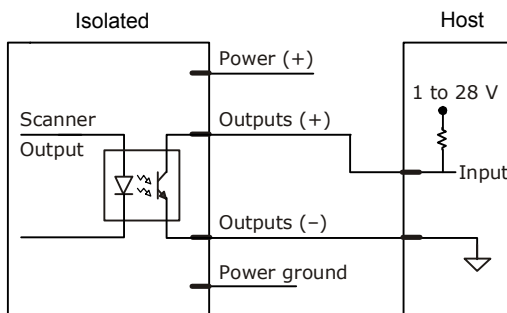 Isolated
Host
Power (+)
1 to 28 V
Scanner
Output
Outputs (+)
Input
Outputs (−)
Power ground